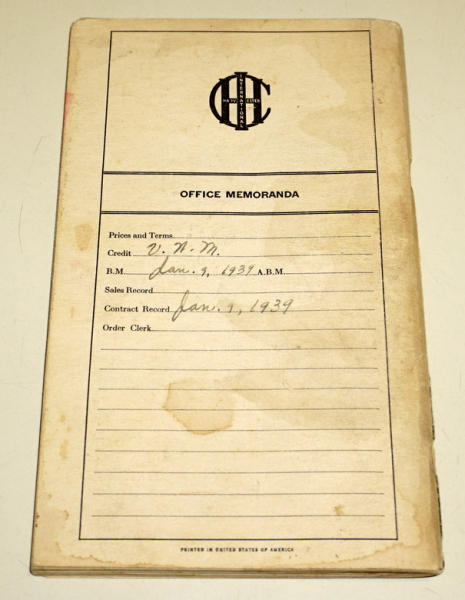 INTERNATIONAL
HARVESTER
OFFICE MEMORANDA
Prices and Terms
Credit V. A. M.
B.M. Jan. 9, 1939 A.B.M.
Sales Record
Contract Record Jan. 9, 1939
Order Clerk
PRINTED IN UNITED STATES OF AMERICA